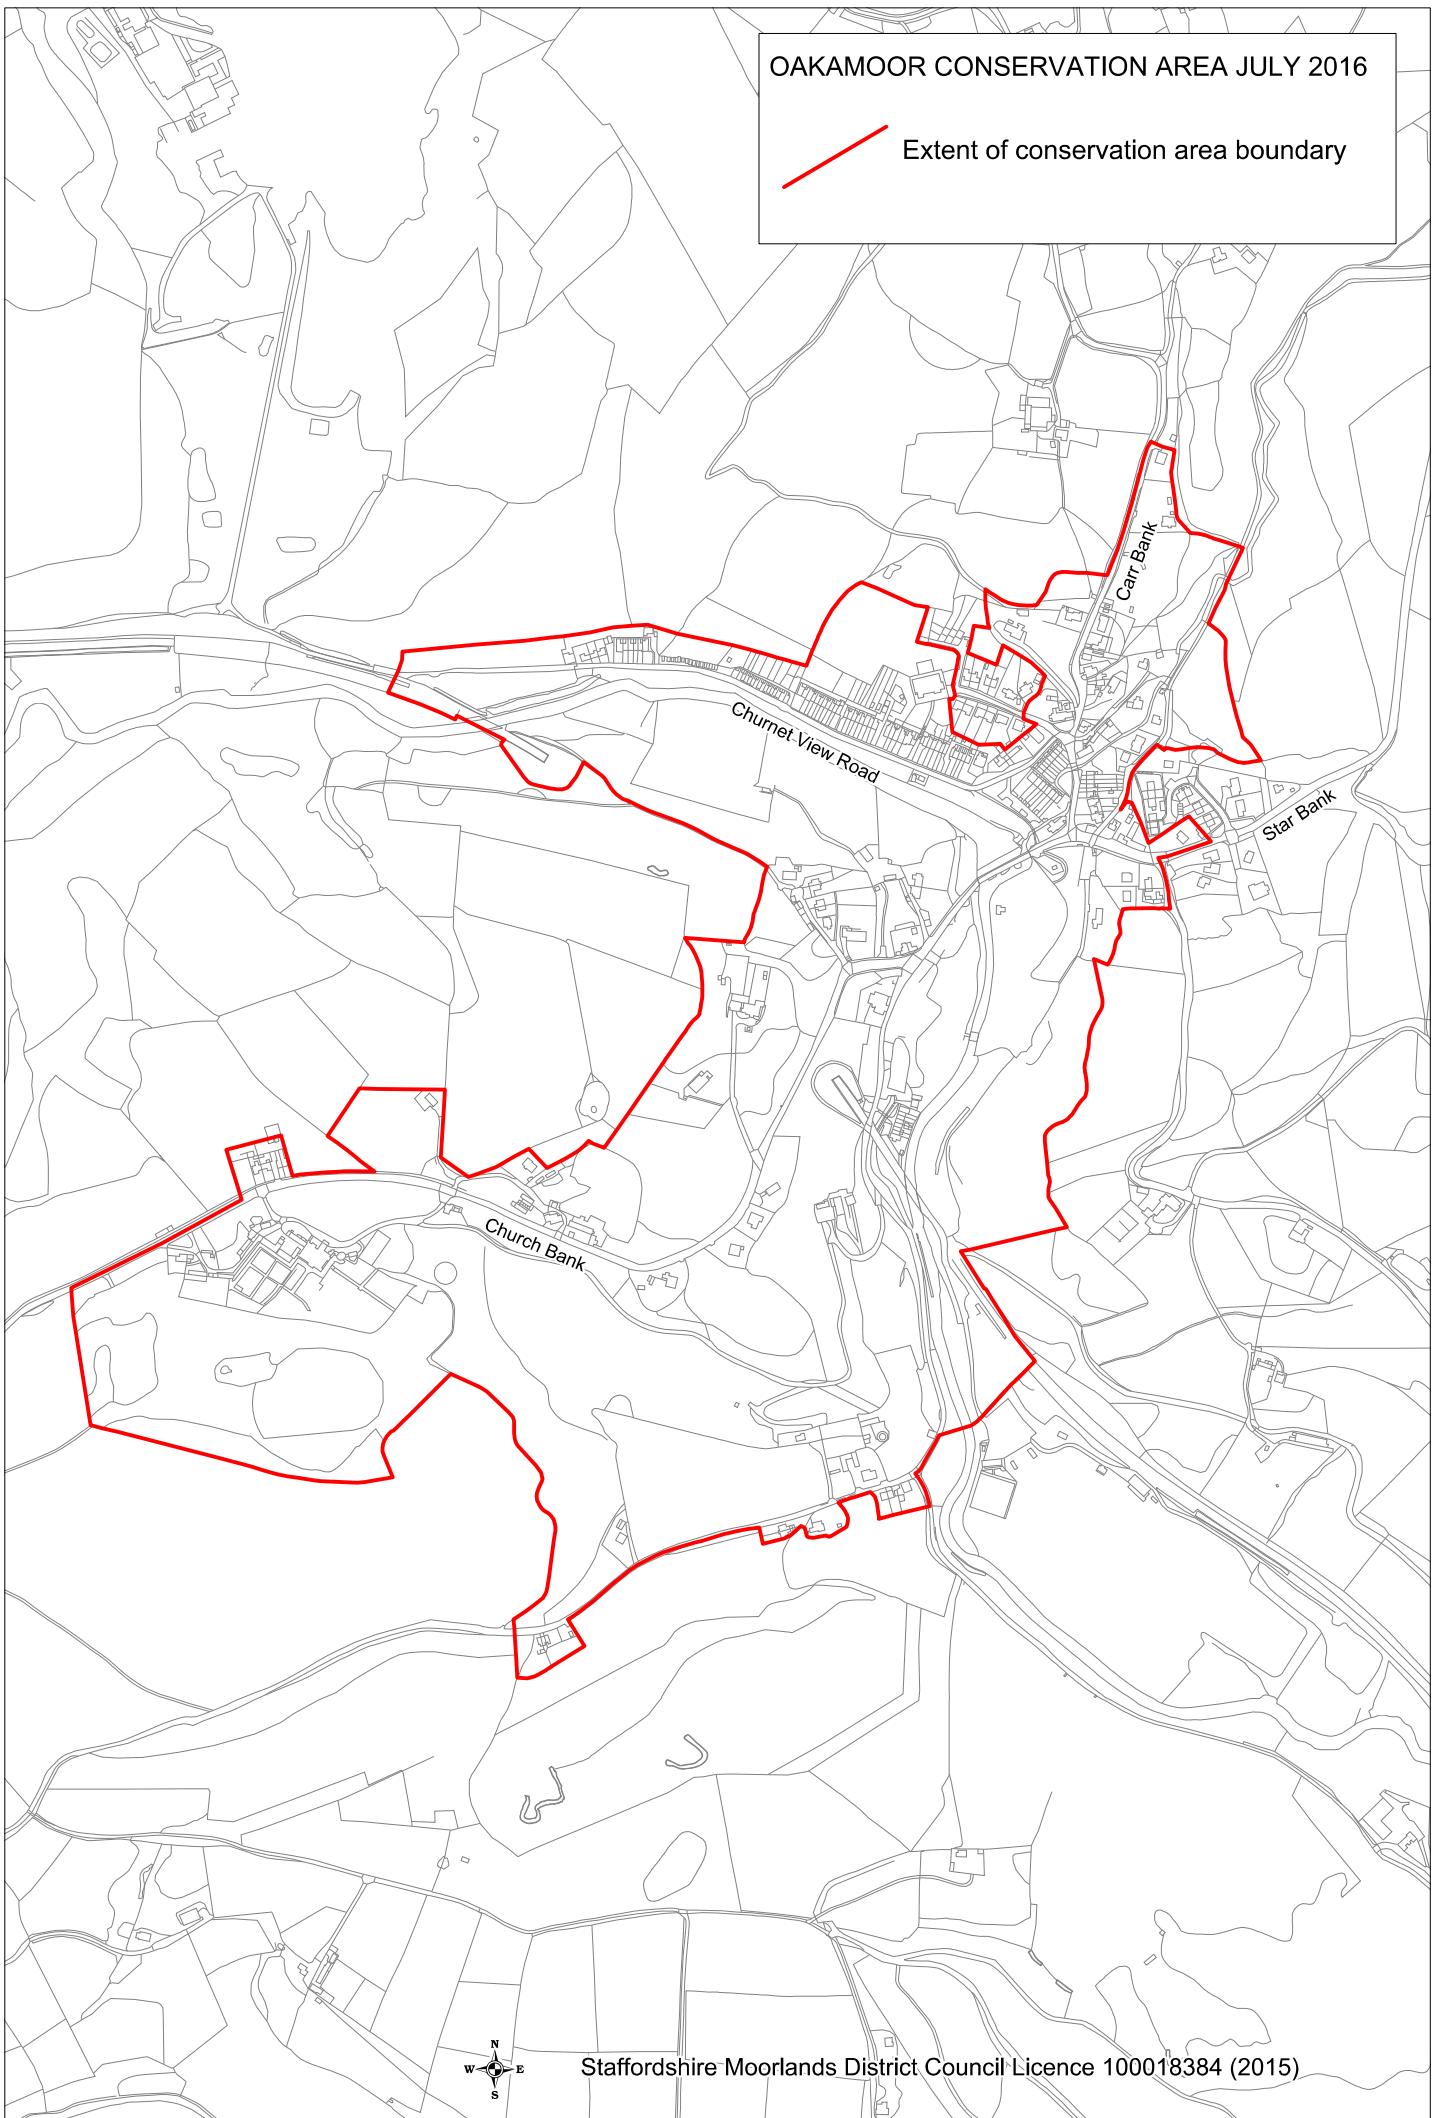 OAKAMOOR CONSERVATION AREA JULY 2016
Extent of conservation area boundary
Carr Bank
Churnet View Road
Star Bank
Church Bank
N
W E
S
Staffordshire Moorlands District Council Licence 100018384 (2015)